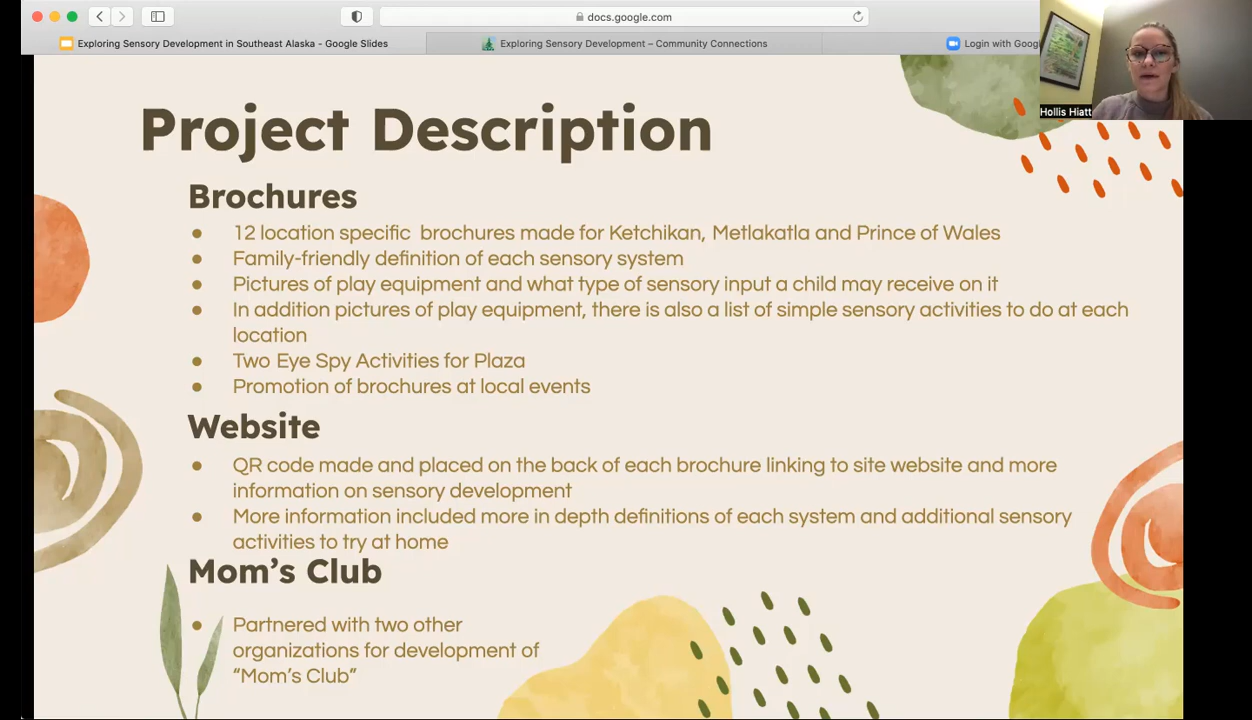 docs.google.com
Exploring Sensory Development in Southeast Alaska - Google Slides
Exploring Sensory Development – Community Connections
Login with Goog
Hollis Hiatt
Project Description
Brochures
● 12 location specific brochures made for Ketchikan, Metlakatla and Prince of Wales
● Family-friendly definition of each sensory system
● Pictures of play equipment and what type of sensory input a child may receive on it
● In addition pictures of play equipment, there is also a list of simple sensory activities to do at each
location
● Two Eye Spy Activities for Plaza
● Promotion of brochures at local events
Website
● QR code made and placed on the back of each brochure linking to site website and more
information on sensory development
● More information included more in depth definitions of each system and additional sensory
activities to try at home
Mom's Club
● Partnered with two other
organizations for development of
“Mom's Club”